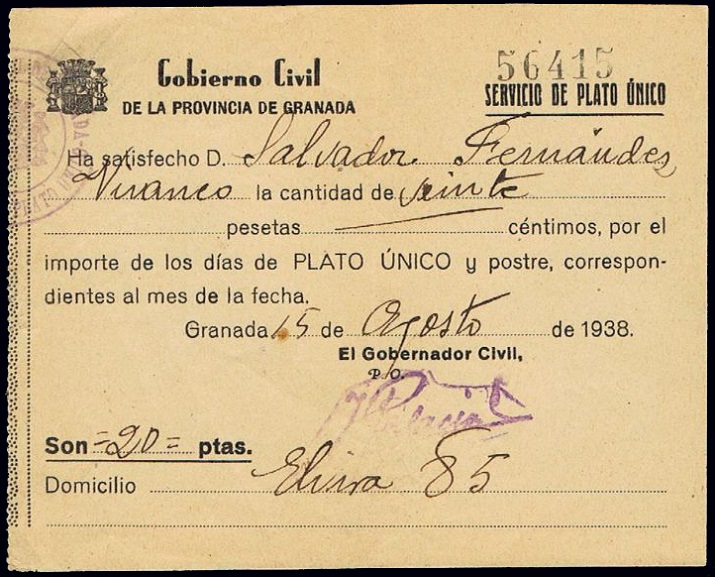 56415
Gobierno Civil
DE LA PROVINCIA DE GRANADA
SERVICIO DE PLATO ÚNICO
Ha satisfecho D. Salvador Fernández
Vivanco la cantidad de veinte
pesetas céntimos, por el
importe de los días de PLATO ÚNICO y postre, correspon-
dientes al mes de la fecha.
Granada 15 de Agosto de 1938.
El Gobernador Civil,
P. O.
Son =20= ptas.
Domicilio Elvira 85